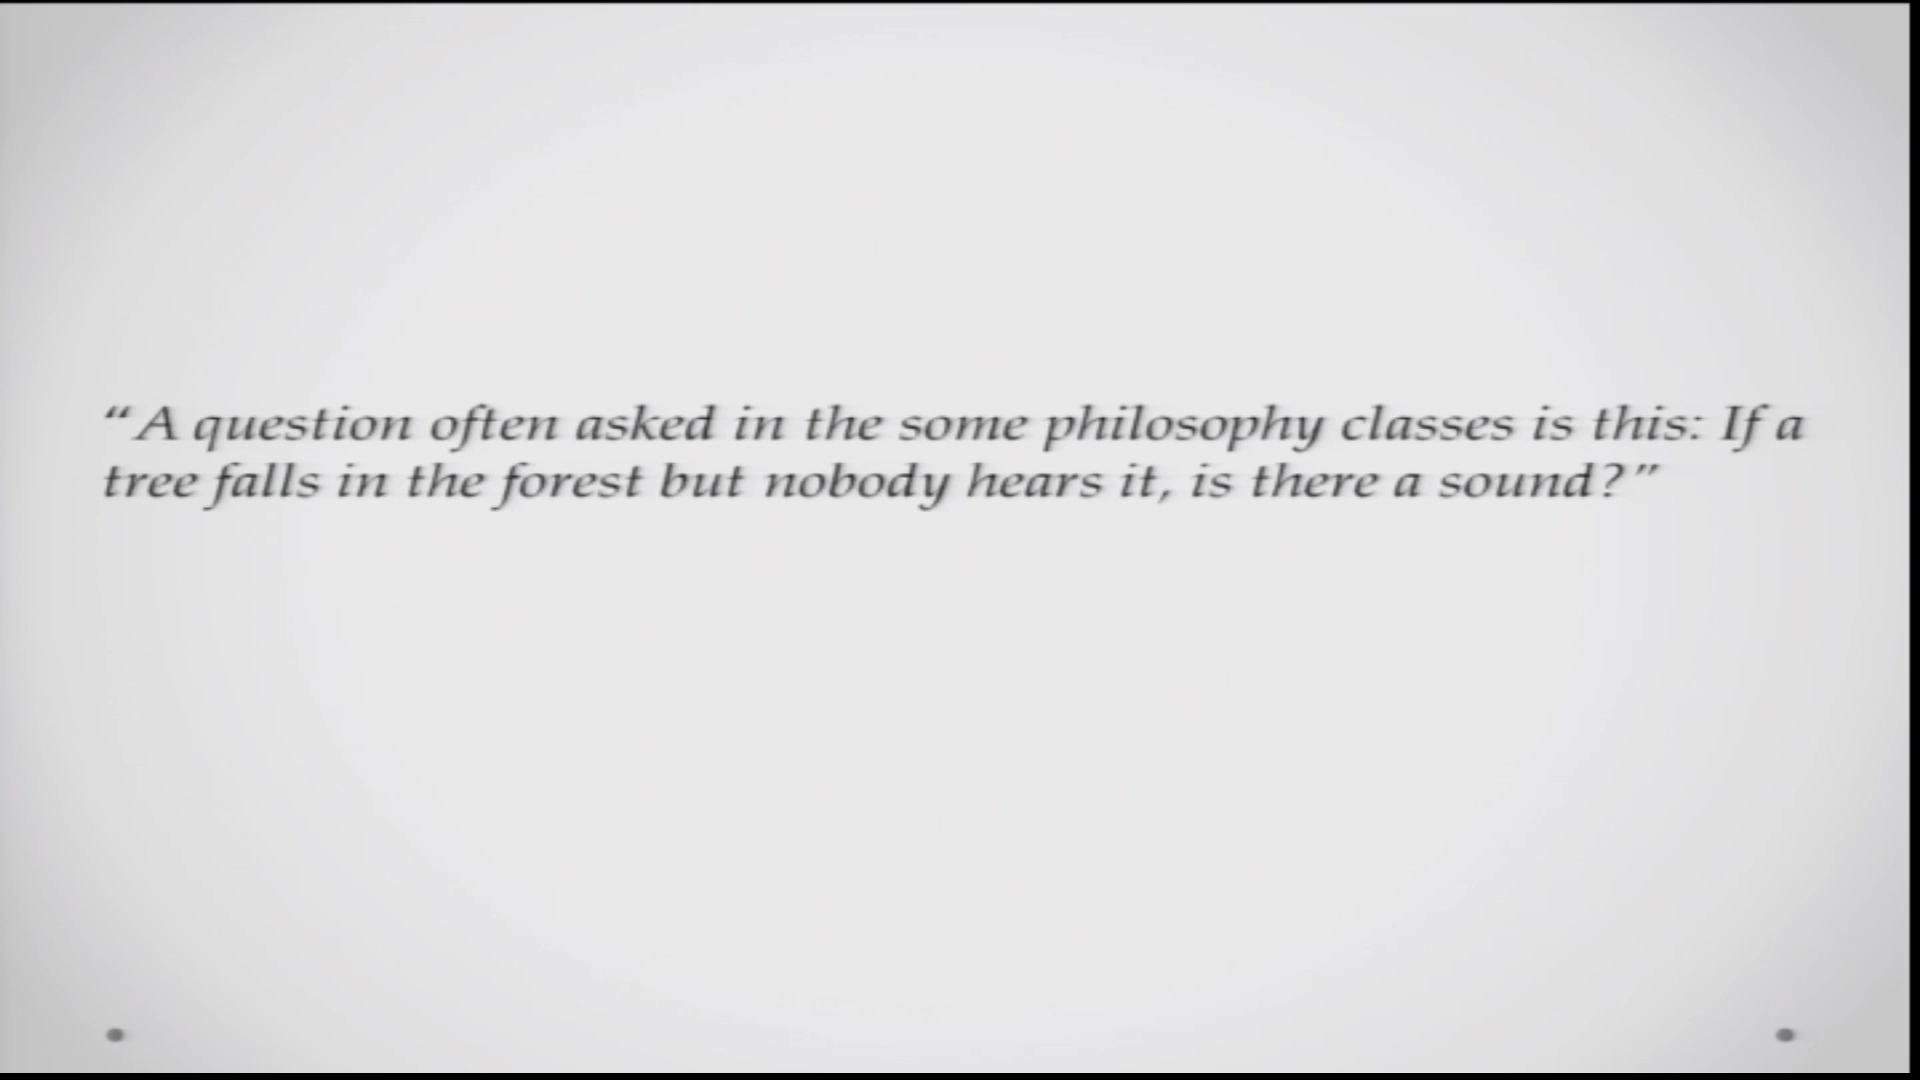 “A question often asked in the some philosophy classes is this: If a
tree falls in the forest but nobody hears it, is there a sound?”